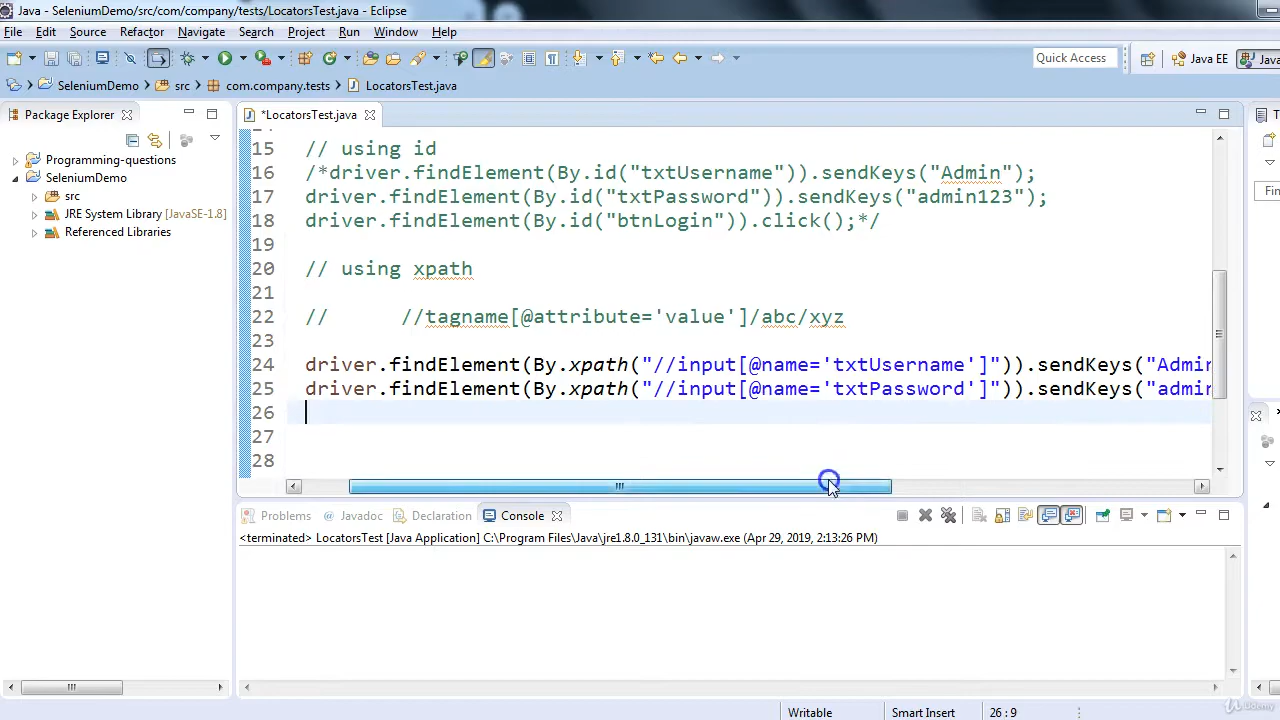 Java - SeleniumDemo/src/com/company/tests/LocatorsTest.java - Eclipse
File Edit Source Refactor Navigate Search Project Run Window Help
Quick Access Java EE Java
SeleniumDemo src com.company.tests LocatorsTest.java
Package Explorer
Programming-questions
SeleniumDemo
src
JRE System Library [JavaSE-1.8]
Referenced Libraries
*LocatorsTest.java
15 // using id
16 /*driver.findElement(By.id("txtUsername")).sendKeys("Admin");
17 driver.findElement(By.id("txtPassword")).sendKeys("admin123");
18 driver.findElement(By.id("btnLogin")).click();*/
19
20 // using xpath
21
22 // //tagname[@attribute='value']/abc/xyz
23
24 driver.findElement(By.xpath("//input[@name='txtUsername']")).sendKeys("Admin
25 driver.findElement(By.xpath("//input[@name='txtPassword']")).sendKeys("admin
26
27
28
Fin
Problems Javadoc Declaration Console
<terminated> LocatorsTest [Java Application] C:\Program Files\Java\jre1.8.0_131\bin\javaw.exe (Apr 29, 2019, 2:13:26 PM)
Writable Smart Insert 26 : 9
Udemy